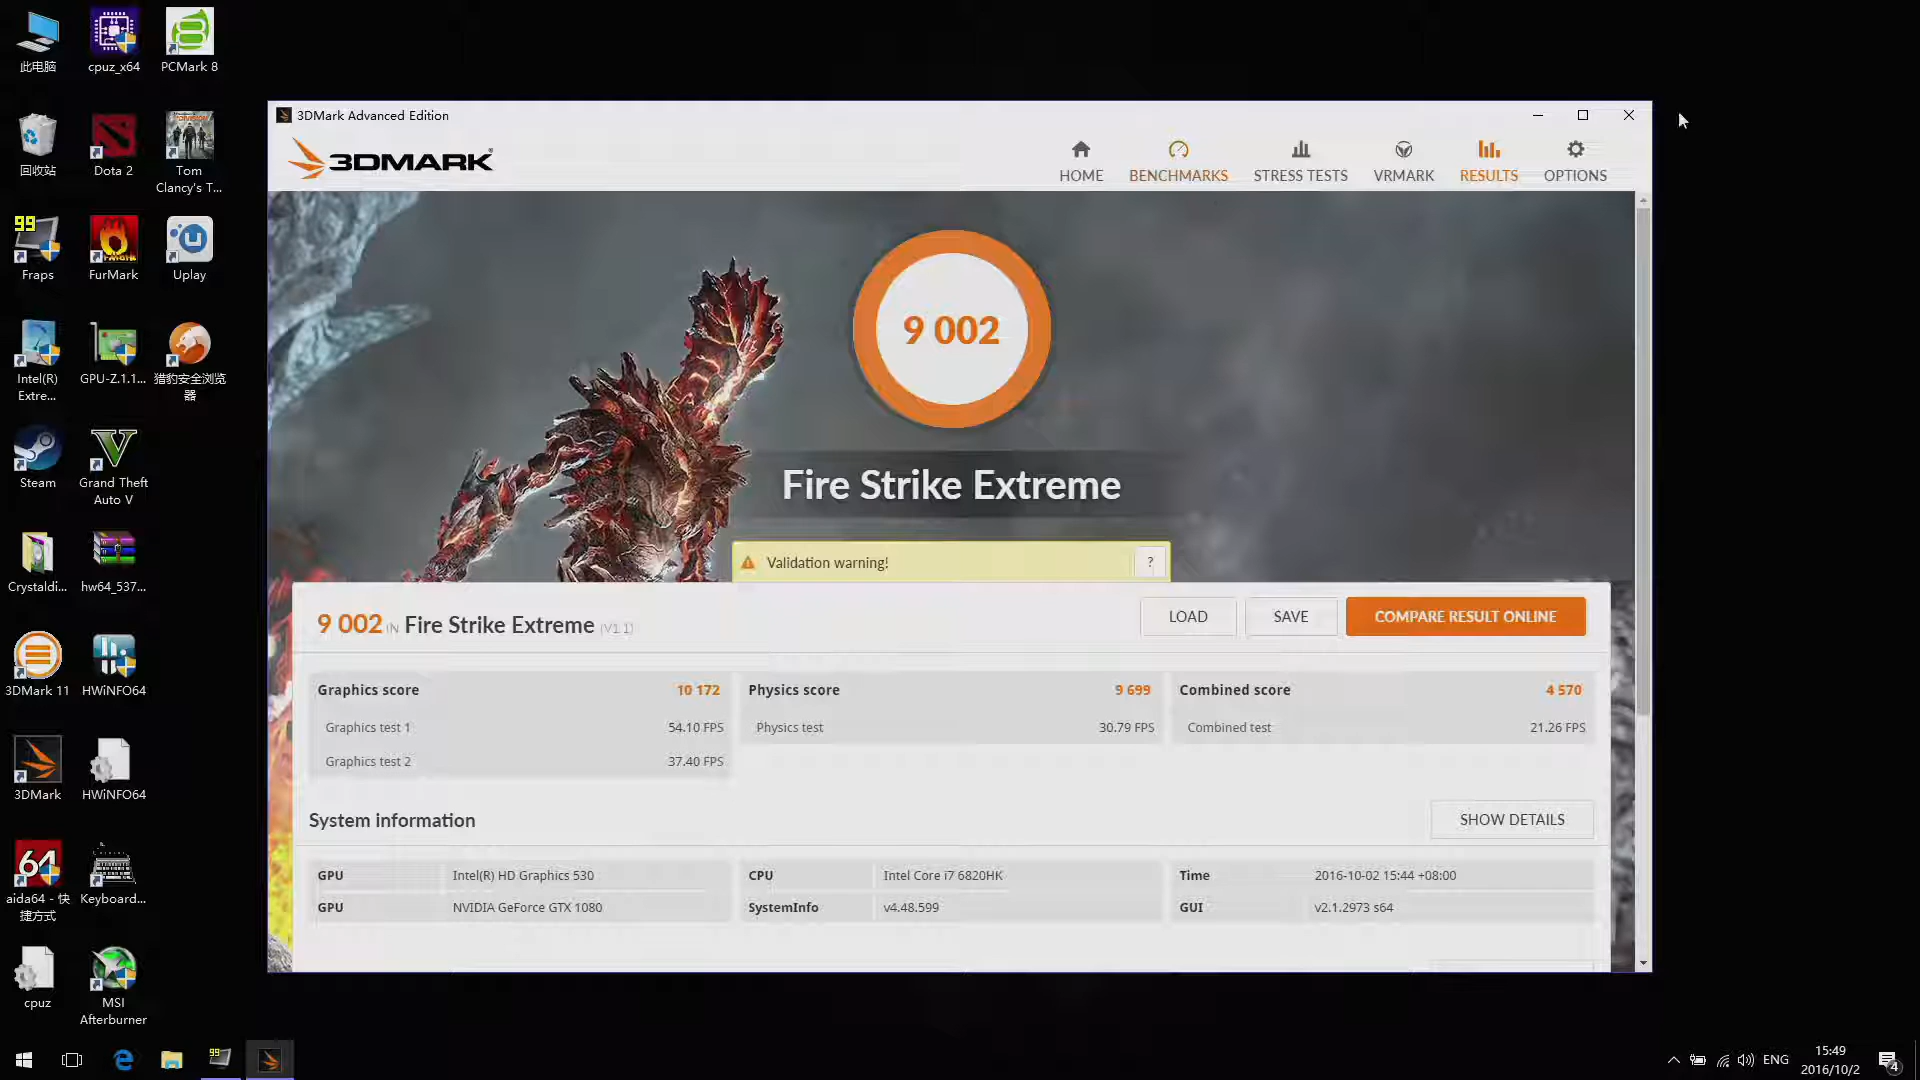 此电脑
cpuz_x64
PCMark 8
回收站
Dota 2
Tom
Clancy's T...
99
Fraps
FurMark
Uplay
Intel(R)
Extre...
GPU-Z.1.1...
猎豹安全浏览
器
Steam
Grand Theft
Auto V
Crystaldi...
hw64_537...
3DMark 11
HWiNFO64
3DMark
HWiNFO64
64
aida64 - 快
捷方式
Keyboard...
cpuz
MSI
Afterburner
3DMark Advanced Edition
3DMARK
HOME
BENCHMARKS
STRESS TESTS
VRMARK
RESULTS
OPTIONS
9 002
Fire Strike Extreme
Validation warning!
?
9 002 IN Fire Strike Extreme (V1.1)
LOAD
SAVE
COMPARE RESULT ONLINE
Graphics score 10 172
Graphics test 1 54.10 FPS
Graphics test 2 37.40 FPS
Physics score 9 699
Physics test 30.79 FPS
Combined score 4 570
Combined test 21.26 FPS
System information
SHOW DETAILS
GPU Intel(R) HD Graphics 530
GPU NVIDIA GeForce GTX 1080
CPU Intel Core i7 6820HK
SystemInfo v4.48.599
Time 2016-10-02 15:44 +08:00
GUI v2.1.2973 s64
99
ENG
15:49
2016/10/2
4